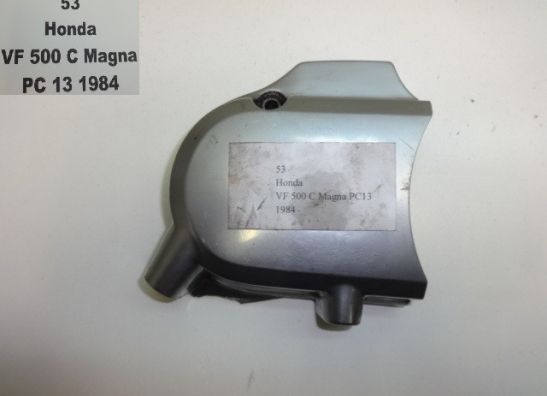 53
Honda
VF 500 C Magna
PC 13 1984
53
Honda
VF 500 C Magna PC13
1984